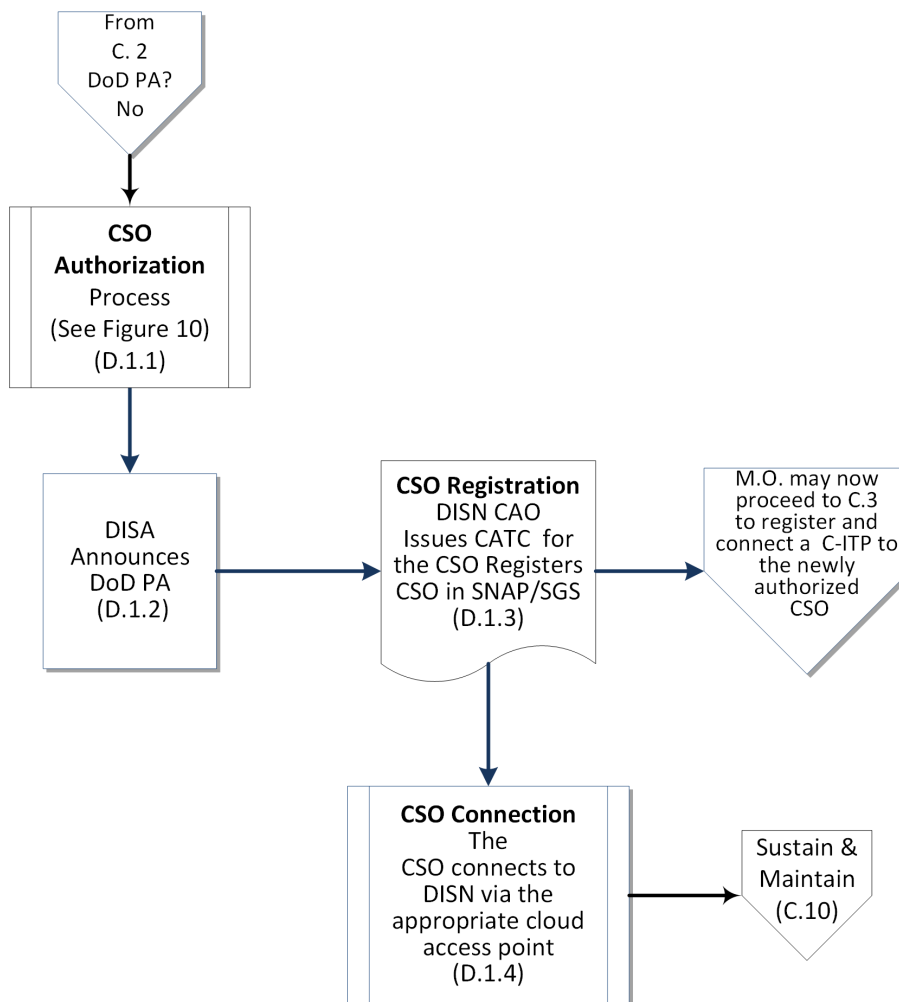 From
C. 2
DoD PA?
No
CSO
Authorization
Process
(See Figure 10)
(D.1.1)
DISA
Announces
DoD PA
(D.1.2)
CSO Registration
DISN CAO
Issues CATC for
the CSO Registers
CSO in SNAP/SGS
(D.1.3)
M.O. may now
proceed to C.3
to register and
connect a C-ITP to
the newly
authorized
CSO
CSO Connection
The
CSO connects to
DISN via the
appropriate cloud
access point
(D.1.4)
Sustain &
Maintain
(C.10)